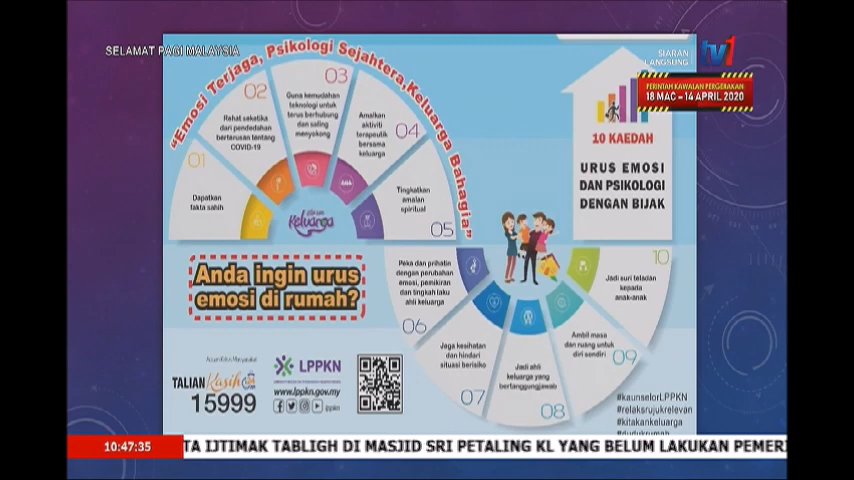 SELAMAT PAGI MALAYSIA
SIARAN
LANGSUNG
tv1
PERINTAH KAWALAN PERGERAKAN
18 MAC – 14 APRIL 2020
"Emosi Terjaga, Psikologi Sejahtera, Keluarga Bahagia"
01
Dapatkan
fakta sahih
02
Rehat seketika
dari pendedahan
berterusan tentang
COVID-19
03
Guna kemudahan
teknologi untuk
terus berhubung
dan saling
menyokong
04
Amalkan
aktiviti
terapeutik
bersama
keluarga
Tingkatkan
amalan
spiritual
05
Keluarga
10 KAEDAH
URUS EMOSI
DAN PSIKOLOGI
DENGAN BIJAK
Anda ingin urus
emosi di rumah?
Peka dan prihatin
dengan perubahan
emosi, pemikiran
dan tingkah laku
ahli keluarga
06
Jaga kesihatan
dan hindari
situasi berisiko
07
Jadi ahli
keluarga yang
bertanggungjawab
08
Ambil masa
dan ruang untuk
diri sendiri
09
10
Jadi suri teladan
kepada
anak-anak
TALIAN Kasih
15999
LPPKN
www.lppkn.gov.my
lppkn
#kaunselorLPPKN
#relaksrujukrelevan
#kitakankeluarga
#dudukrumah
10:47:35
TA IJTIMAK TABLIGH DI MASJID SRI PETALING KL YANG BELUM LAKUKAN PEMERI